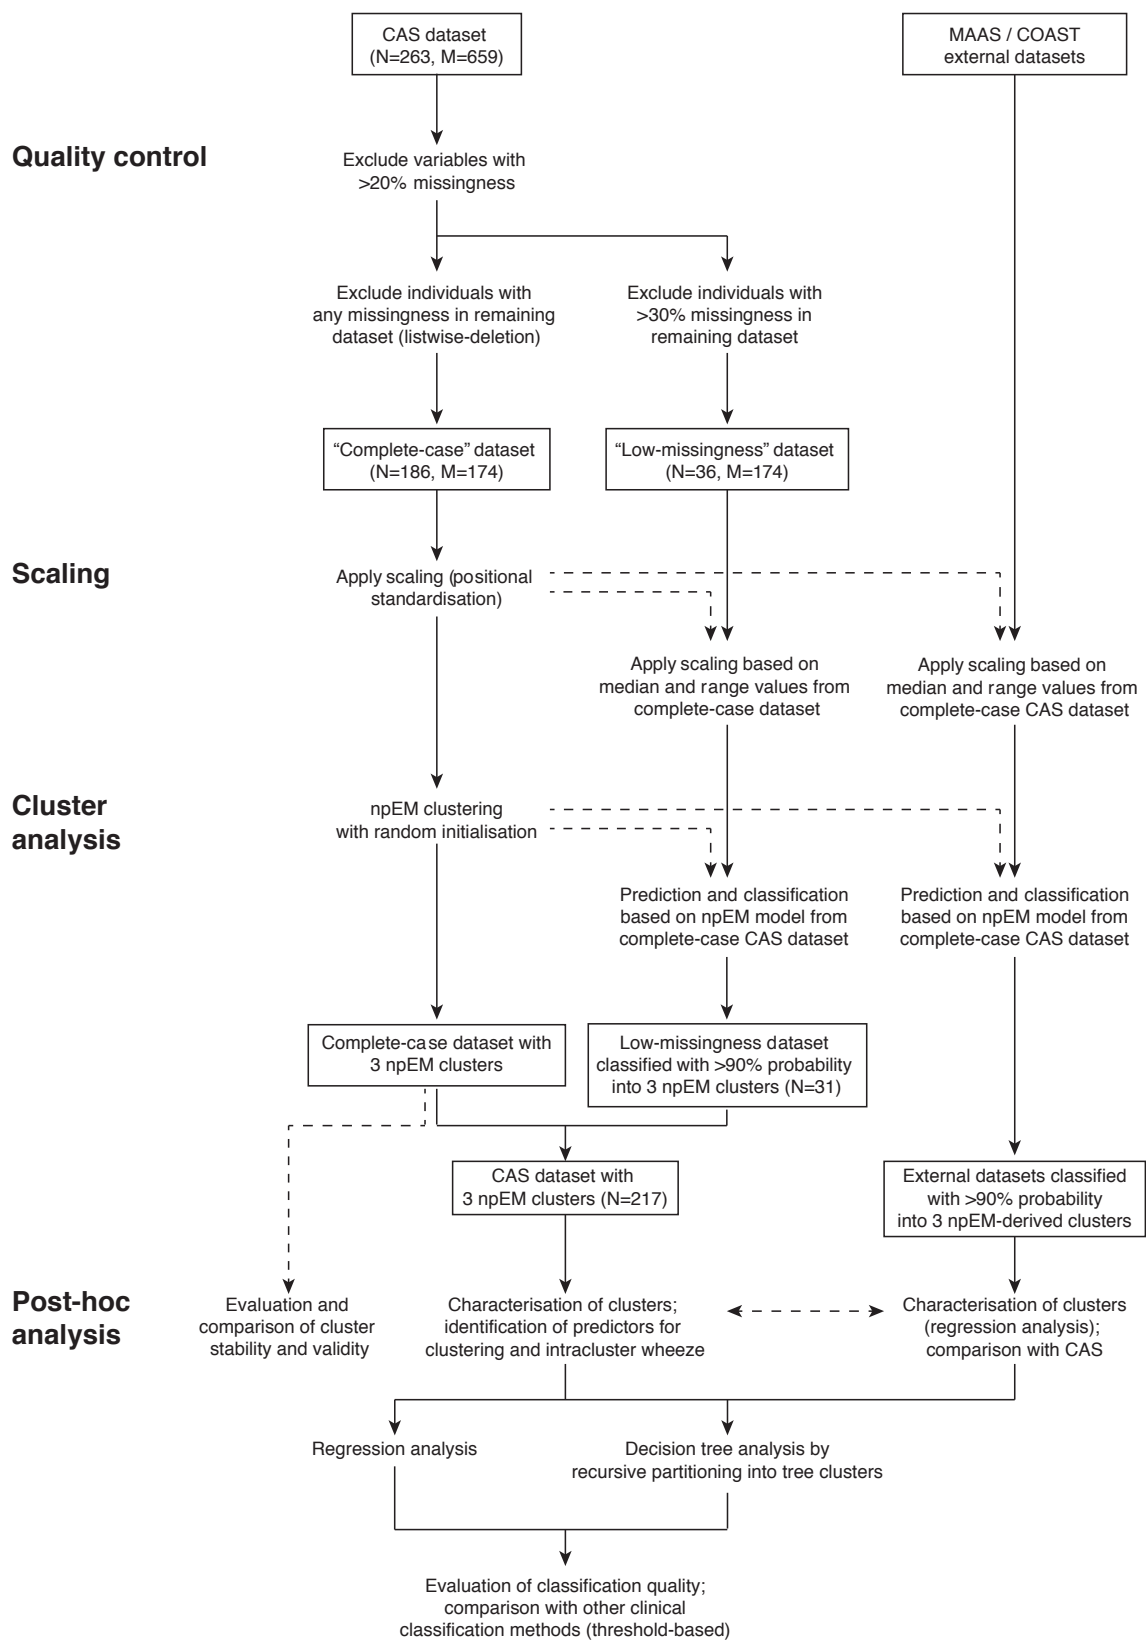 CAS dataset
(N=263, M=659)
MAAS / COAST
external datasets
Quality control
Exclude variables with
>20% missingness
Exclude individuals with
any missingness in remaining
dataset (listwise-deletion)
Exclude individuals with
>30% missingness in
remaining dataset
“Complete-case” dataset
(N=186, M=174)
“Low-missingness” dataset
(N=36, M=174)
Scaling
Apply scaling (positional
standardisation)
Apply scaling based on
median and range values from
complete-case dataset
Apply scaling based on
median and range values from
complete-case CAS dataset
Cluster
analysis
npEM clustering
with random initialisation
Prediction and classification
based on npEM model from
complete-case CAS dataset
Prediction and classification
based on npEM model from
complete-case CAS dataset
Complete-case dataset with
3 npEM clusters
Low-missingness dataset
classified with >90% probability
into 3 npEM clusters (N=31)
CAS dataset with
3 npEM clusters (N=217)
External datasets classified
with >90% probability
into 3 npEM-derived clusters
Post-hoc
analysis
Evaluation and
comparison of cluster
stability and validity
Characterisation of clusters;
identification of predictors for
clustering and intracluster wheeze
Characterisation of clusters
(regression analysis);
comparison with CAS
Regression analysis
Decision tree analysis by
recursive partitioning into tree clusters
Evaluation of classification quality;
comparison with other clinical
classification methods (threshold-based)